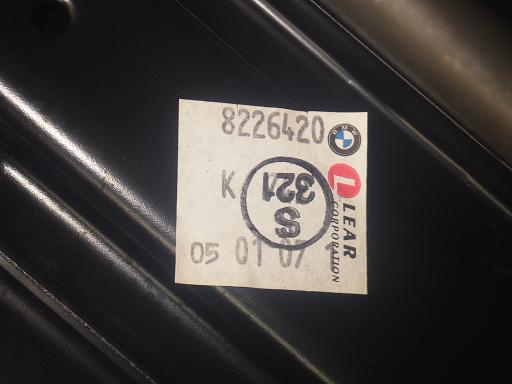 8226420
BMW
K
S
321
05 01 07
L
LEAR
CORPORATION